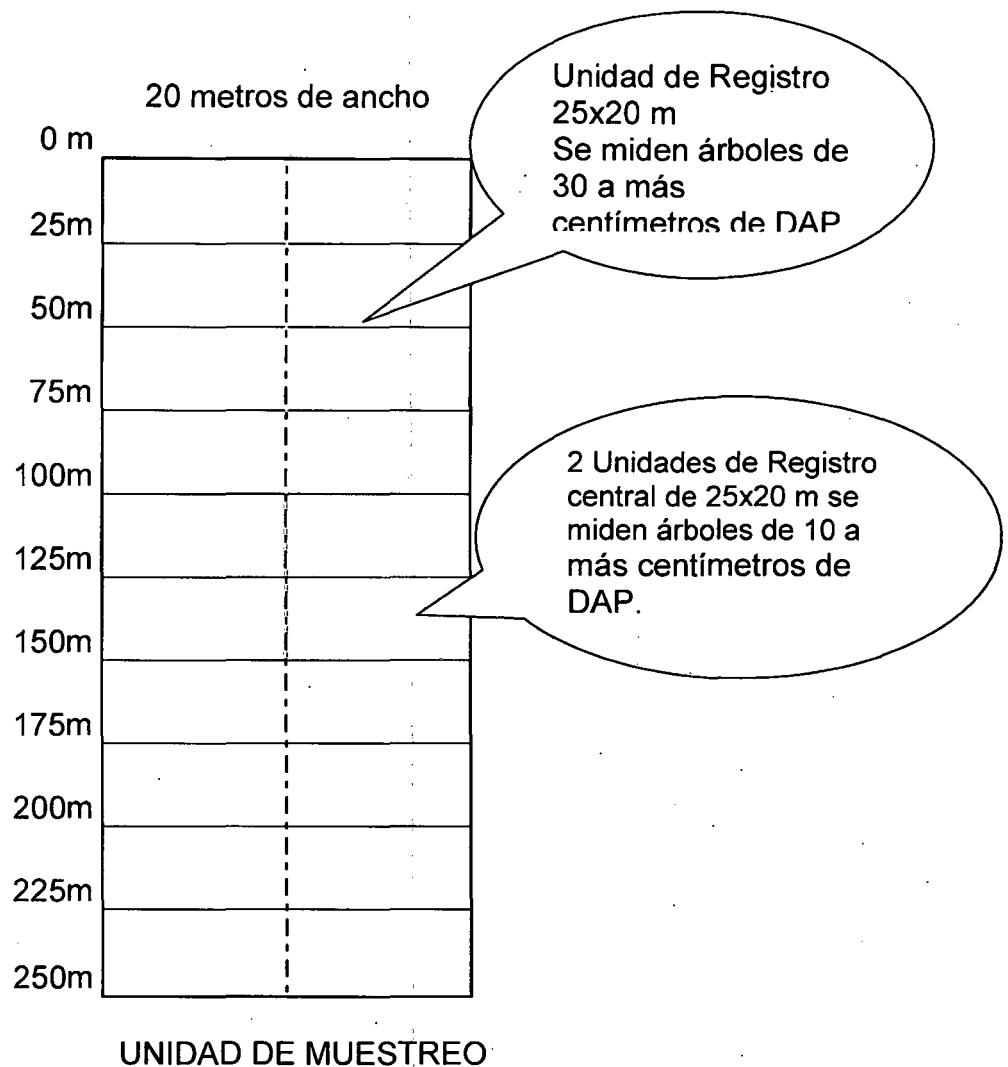 20 metros de ancho
0 m
25m
50m
75m
100m
125m
150m
175m
200m
225m
250m
Unidad de Registro
25x20 m
Se miden árboles de
30 a más
centímetros de DAP
2 Unidades de Registro
central de 25x20 m se
miden árboles de 10 a
más centímetros de
DAP.
UNIDAD DE MUESTREO